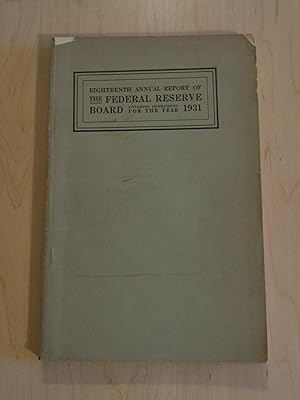 EIGHTEENTH ANNUAL REPORT OF
THE FEDERAL RESERVE
BOARD COVERING OPERATIONS FOR THE YEAR 1931